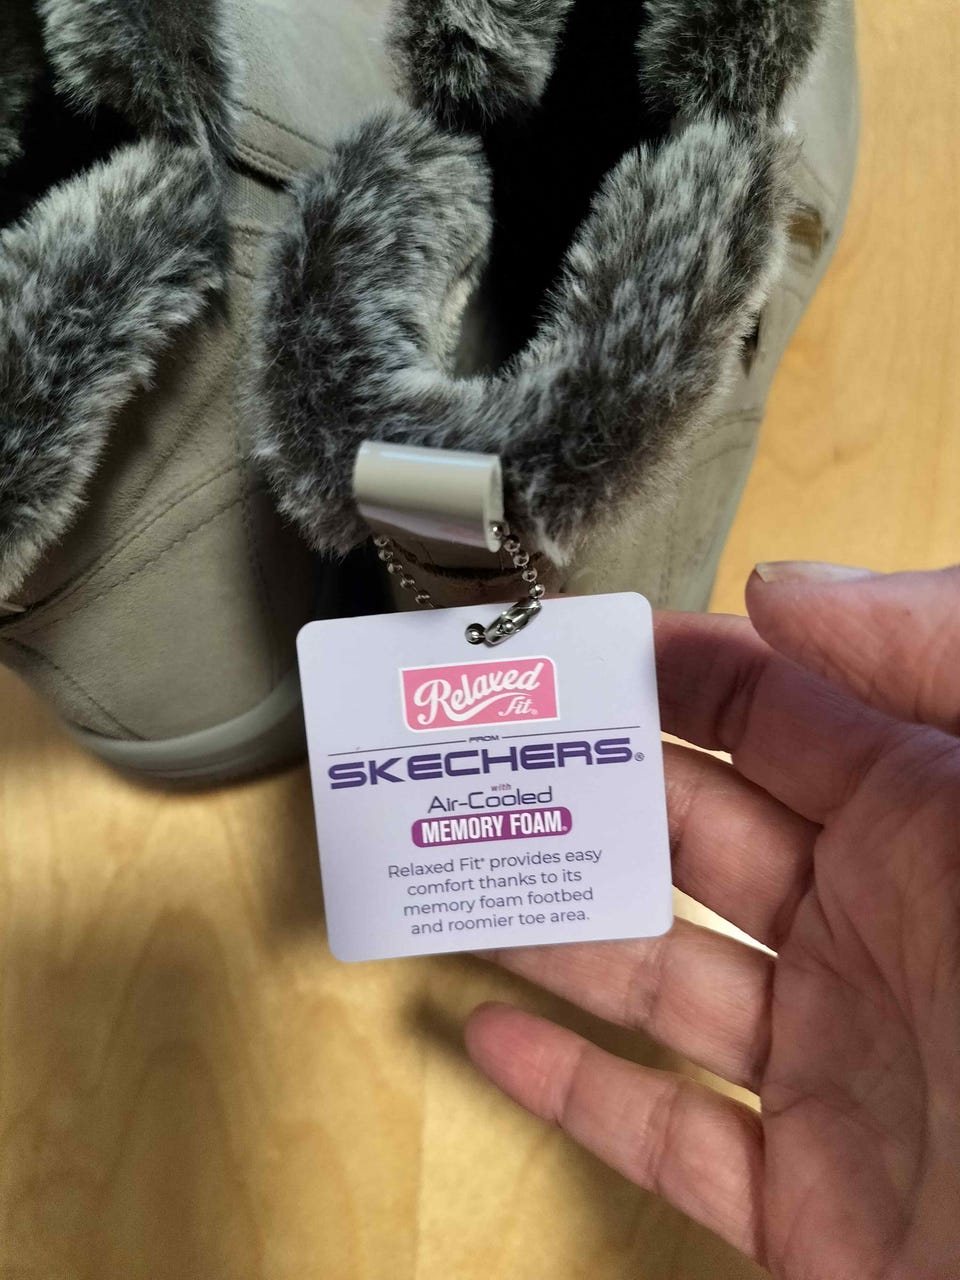 Relaxed
Fit®
FROM
SKECHERS®
with
Air-Cooled
MEMORY FOAM®
Relaxed Fit® provides easy
comfort thanks to its
memory foam footbed
and roomier toe area.